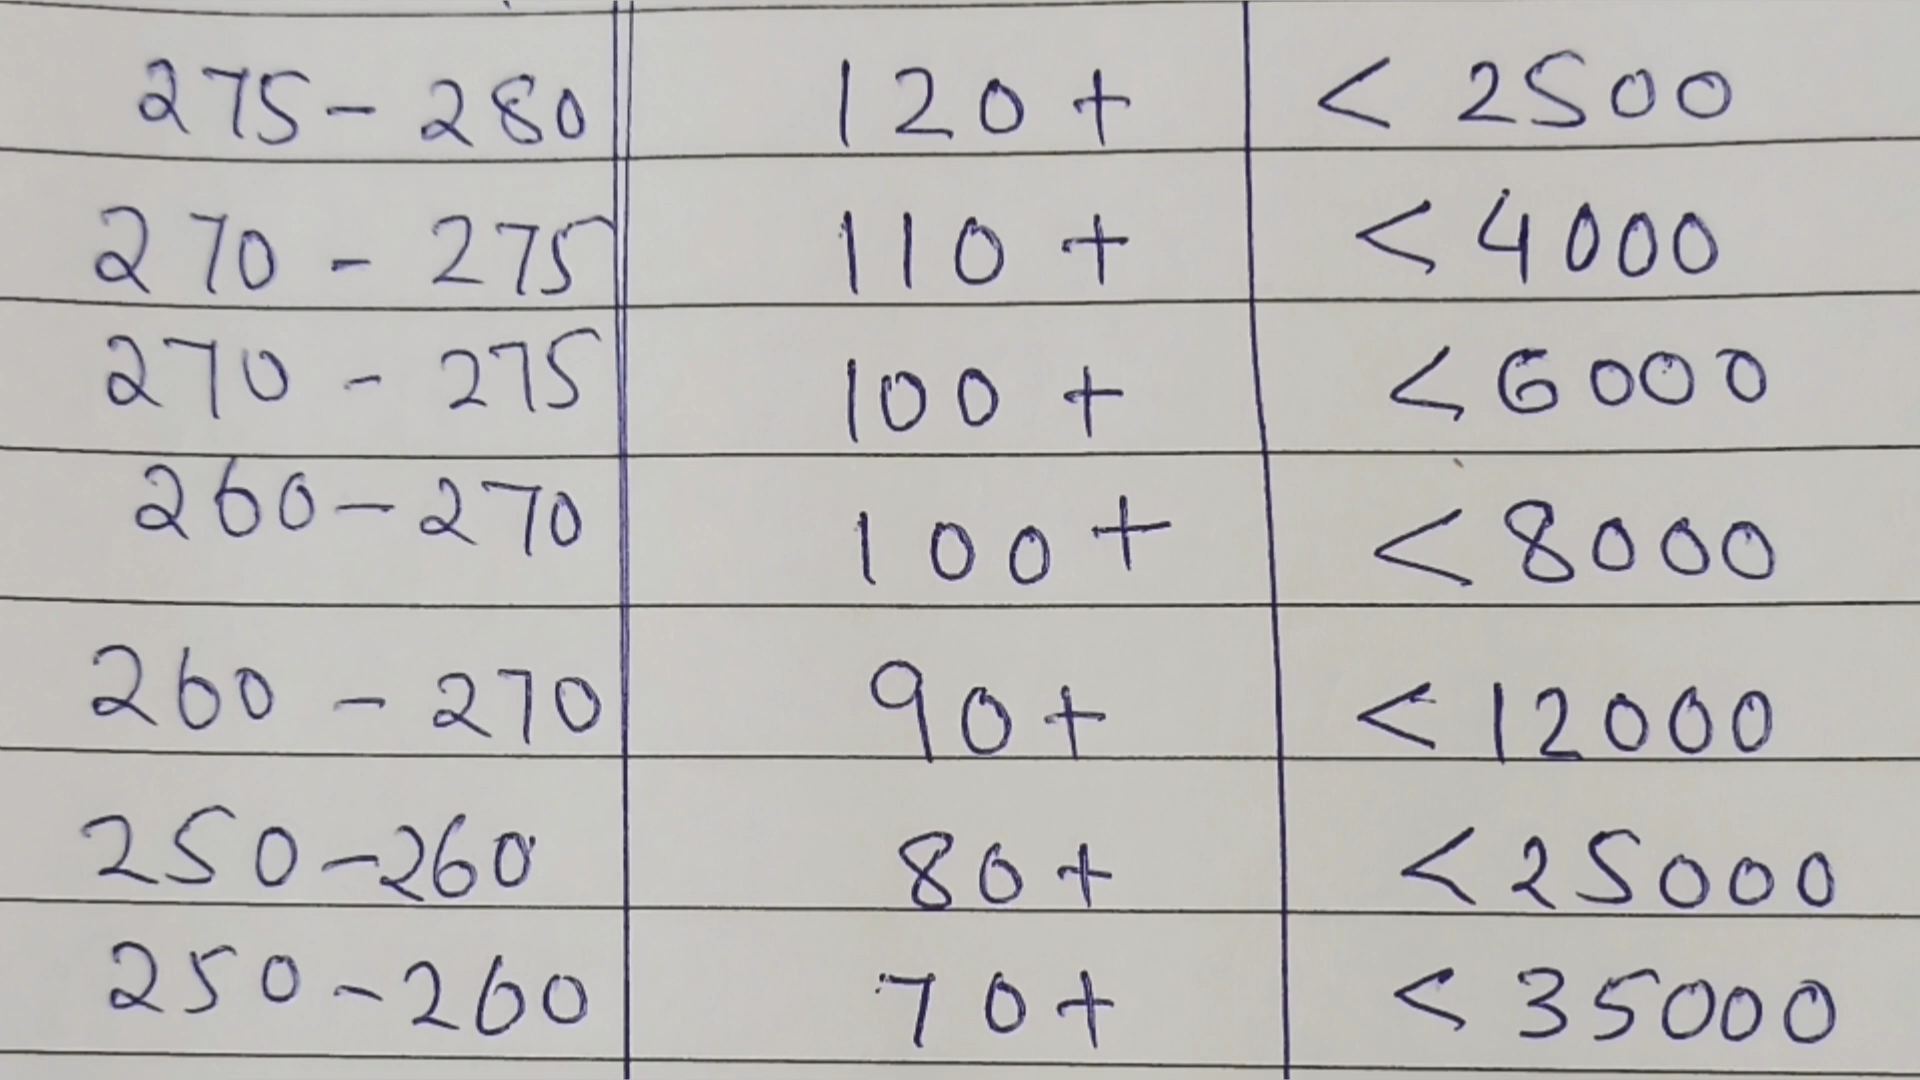 275 - 280 120 + < 2500
270 - 275 110 + < 4000
270 - 275 100 + < 6000
260 - 270 100 + < 8000
260 - 270 90 + < 12000
250 - 260 80 + < 25000
250 - 260 70 + < 35000